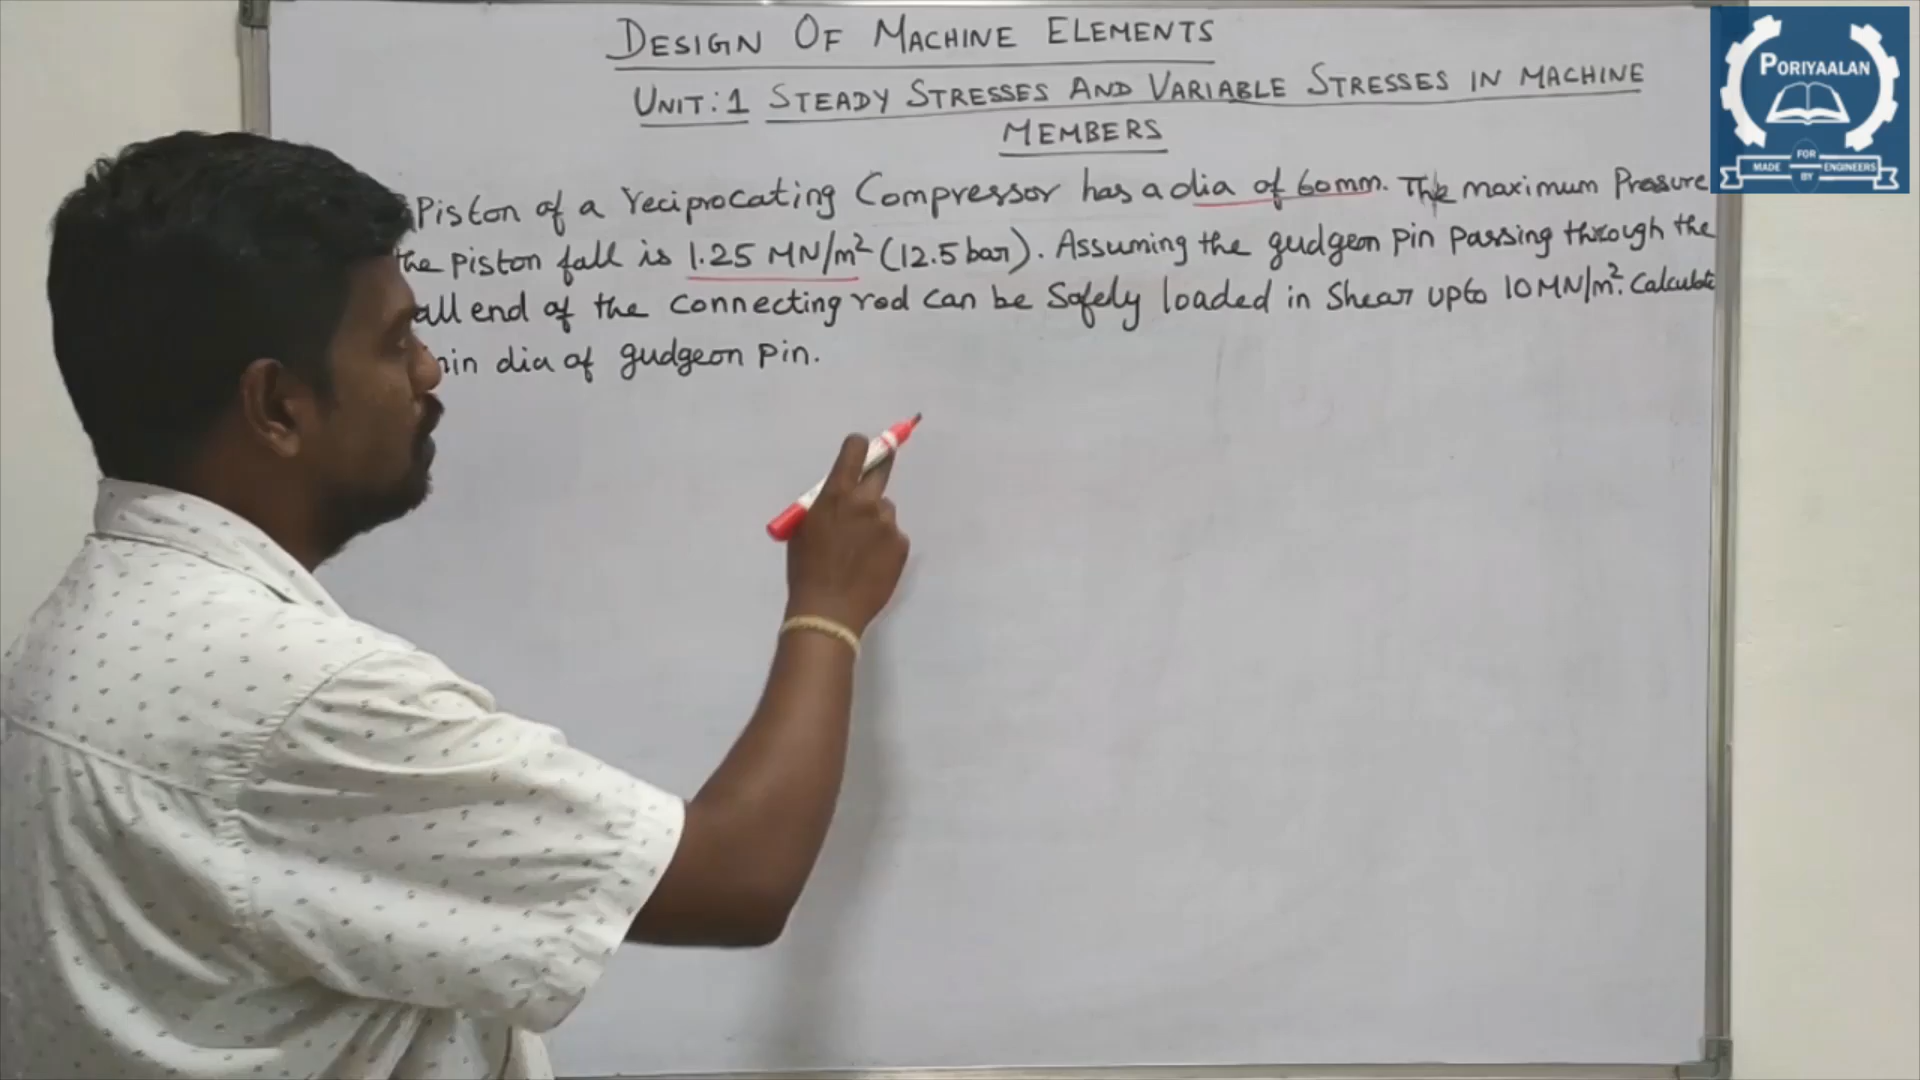 DESIGN OF MACHINE ELEMENTS
UNIT: 1 STEADY STRESSES AND VARIABLE STRESSES IN MACHINE
MEMBERS
Piston of a reciprocating Compressor has a dia of 60mm. The maximum Pressure
the piston fall is 1.25 MN/m² (12.5 bar). Assuming the gudgeon pin passing through the
all end of the connecting rod can be Safely loaded in Shear upto 10 MN/m². Calculate
min dia of gudgeon pin.
PORIYAALAN
MADE FOR BY ENGINEERS